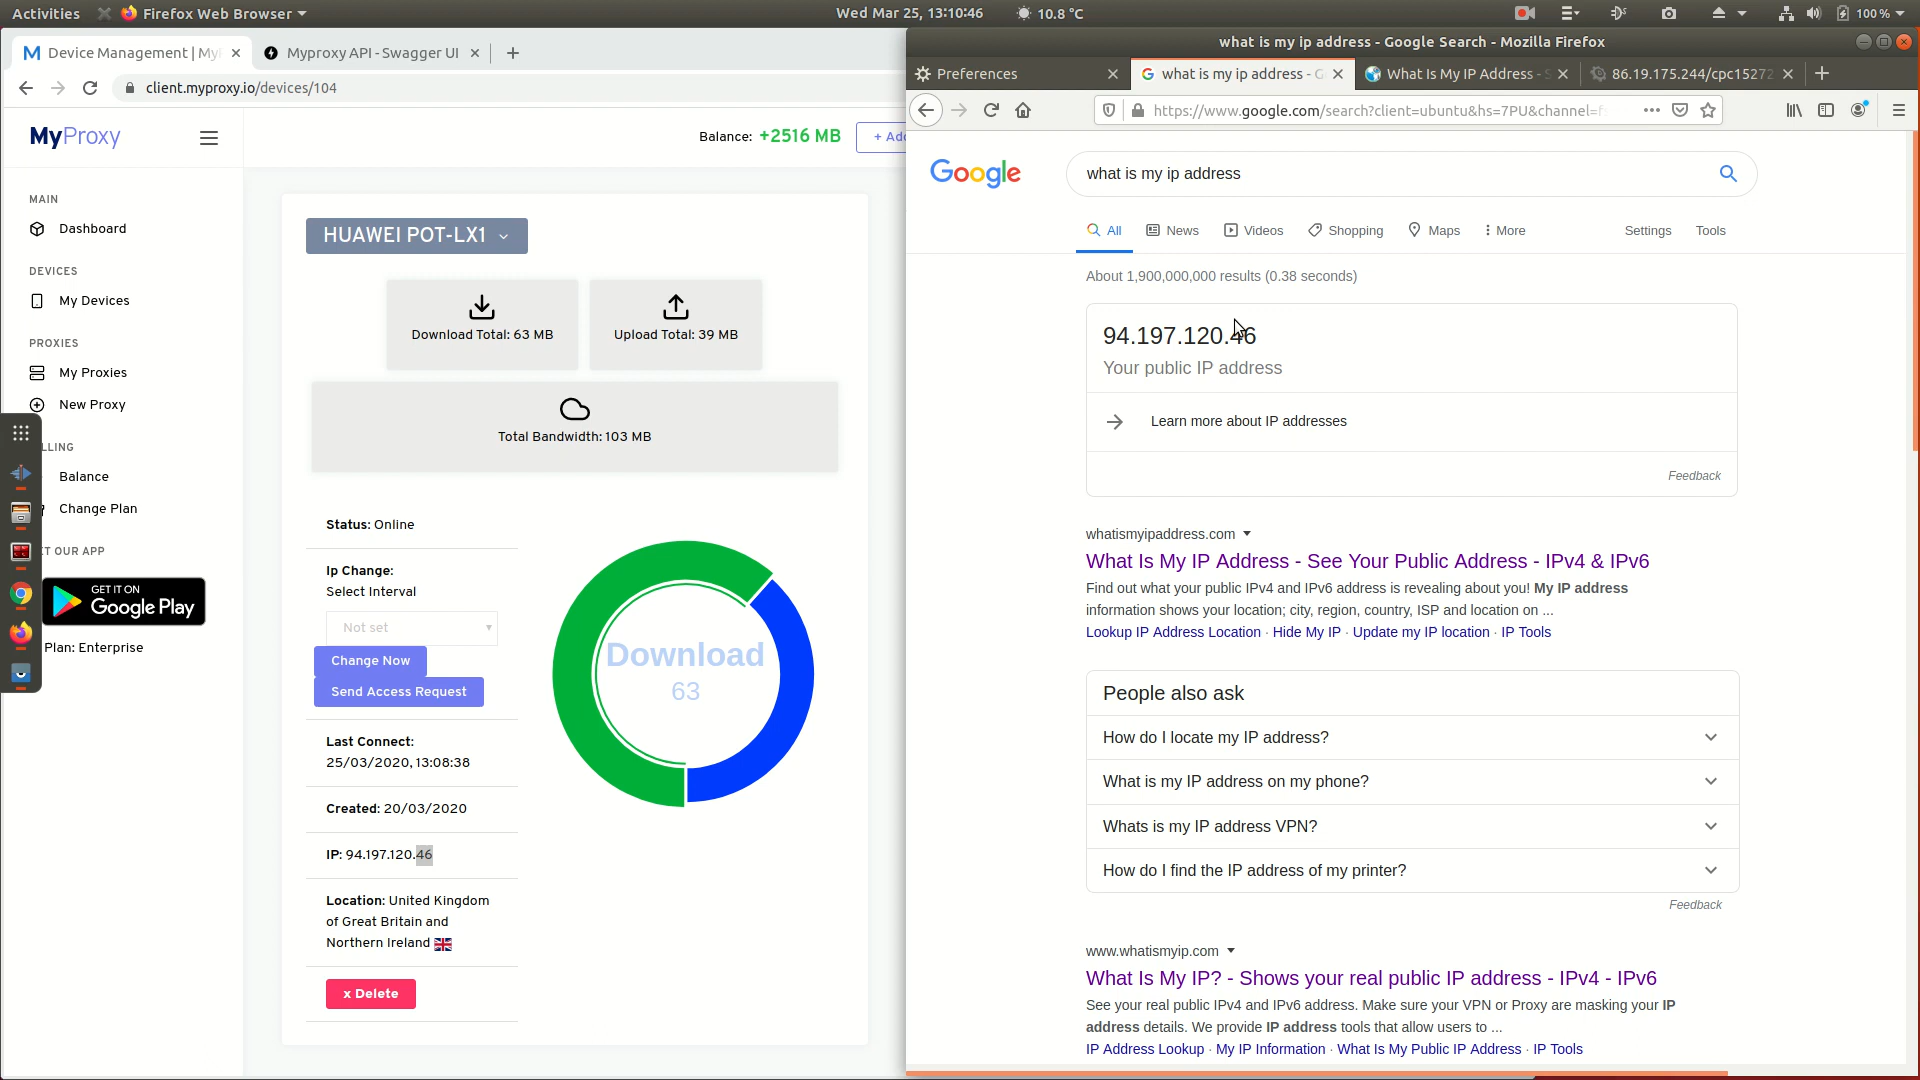 Activities
Firefox Web Browser
Wed Mar 25, 13:10:46
10.8 °C
100 %
Device Management | My
Myproxy API - Swagger UI
client.myproxy.io/devices/104
MyProxy
Balance: +2516 MB
MAIN
Dashboard
DEVICES
My Devices
PROXIES
My Proxies
New Proxy
LLING
Balance
Change Plan
T OUR APP
GET IT ON
Google Play
Plan: Enterprise
HUAWEI POT-LX1
Download Total: 63 MB
Upload Total: 39 MB
Total Bandwidth: 103 MB
Status: Online
Ip Change:
Select Interval
Not set
Change Now
Send Access Request
Last Connect:
25/03/2020, 13:08:38
Created: 20/03/2020
IP: 94.197.120.46
Location: United Kingdom
of Great Britain and
Northern Ireland
x Delete
Download
63
what is my ip address - Google Search - Mozilla Firefox
Preferences
what is my ip address - G
What Is My IP Address - S
86.19.175.244/cpc15272
https://www.google.com/search?client=ubuntu&hs=7PU&channel=f
Google
what is my ip address
All
News
Videos
Shopping
Maps
More
Settings
Tools
About 1,900,000,000 results (0.38 seconds)
94.197.120.46
Your public IP address
Learn more about IP addresses
Feedback
whatismyipaddress.com
What Is My IP Address - See Your Public Address - IPv4 & IPv6
Find out what your public IPv4 and IPv6 address is revealing about you! My IP address
information shows your location; city, region, country, ISP and location on ...
Lookup IP Address Location · Hide My IP · Update my IP location · IP Tools
People also ask
How do I locate my IP address?
What is my IP address on my phone?
Whats is my IP address VPN?
How do I find the IP address of my printer?
Feedback
www.whatismyip.com
What Is My IP? - Shows your real public IP address - IPv4 - IPv6
See your real public IPv4 and IPv6 address. Make sure your VPN or Proxy are masking your IP
address details. We provide IP address tools that allow users to ...
IP Address Lookup · My IP Information · What Is My Public IP Address · IP Tools